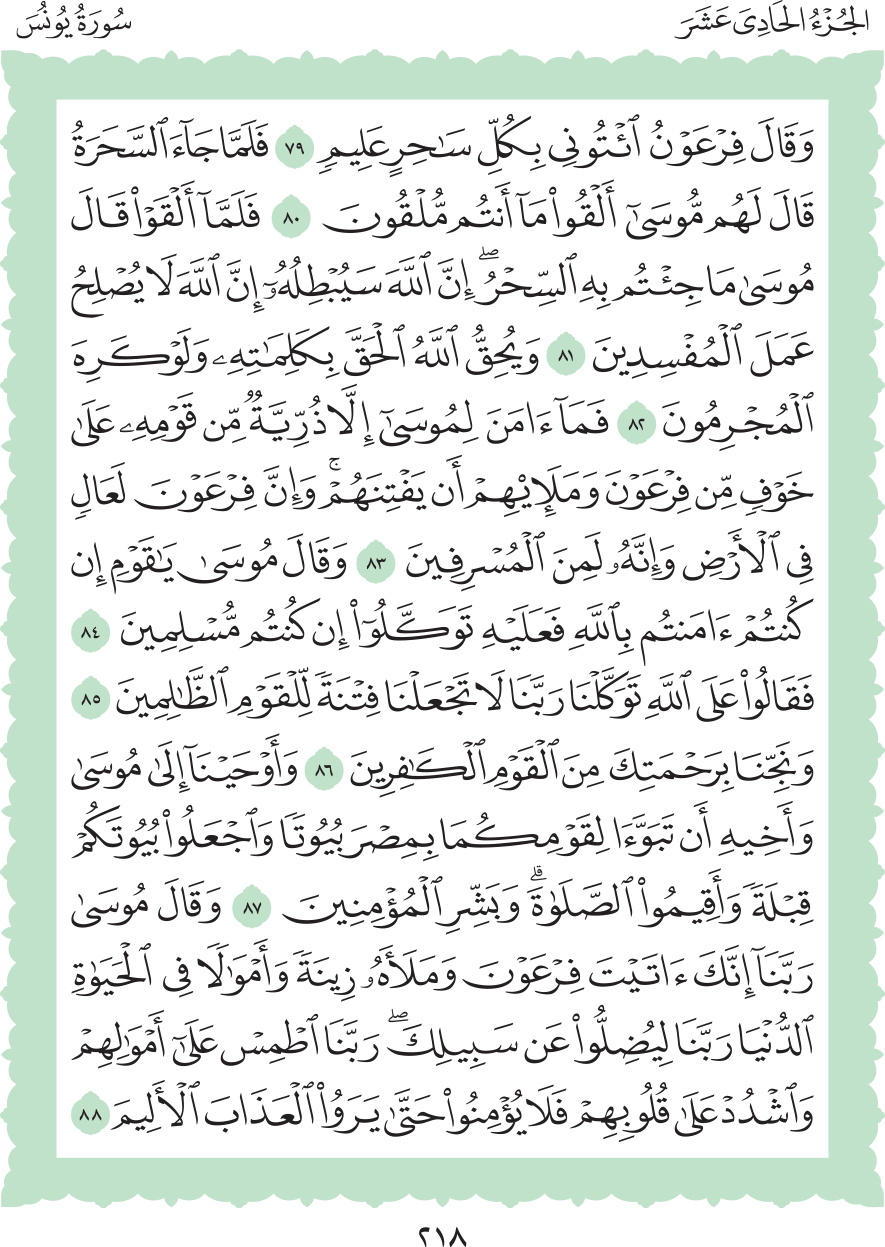 الجُزْءُ الحَادِىَ عَشَرَ
سُورَةُ يُونُسَ
وَقَالَ فِرْعَوْنُ ٱئْتُونِى بِكُلِّ سَٰحِرٍ عَلِيمٍۢ ٧٩ فَلَمَّا جَآءَ ٱلسَّحَرَةُ
قَالَ لَهُم مُّوسَىٰٓ أَلْقُوا۟ مَآ أَنتُم مُّلْقُونَ ٨٠ فَلَمَّآ أَلْقَوْا۟ قَالَ
مُوسَىٰ مَا جِئْتُم بِهِ ٱلسِّحْرُ ۖ إِنَّ ٱللَّهَ سَيُبْطِلُهُۥٓ إِنَّ ٱللَّهَ لَا يُصْلِحُ
عَمَلَ ٱلْمُفْسِدِينَ ٨١ وَيُحِقُّ ٱللَّهُ ٱلْحَقَّ بِكَلِمَٰتِهِۦ وَلَوْ كَرِهَ
ٱلْمُجْرِمُونَ ٨٢ فَمَآ ءَامَنَ لِمُوسَىٰٓ إِلَّا ذُرِّيَّةٌۭ مِّن قَوْمِهِۦ عَلَىٰ
خَوْفٍۢ مِّن فِرْعَوْنَ وَمَلَإِي۟هِمْ أَن يَفْتِنَهُمْ ۚ وَإِنَّ فِرْعَوْنَ لَعَالٍۢ
فِى ٱلْأَرْضِ وَإِنَّهُۥ لَمِنَ ٱلْمُسْرِفِينَ ٨٣ وَقَالَ مُوسَىٰ يَٰقَوْمِ إِن
كُنتُمْ ءَامَنتُم بِٱللَّهِ فَعَلَيْهِ تَوَكَّلُوٓا۟ إِن كُنتُم مُّسْلِمِينَ ٨٤
فَقَالُوا۟ عَلَى ٱللَّهِ تَوَكَّلْنَا رَبَّنَا لَا تَجْعَلْنَا فِتْنَةًۭ لِّلْقَوْمِ ٱلظَّٰلِمِينَ ٨٥
وَنَجِّنَا بِرَحْمَتِكَ مِنَ ٱلْقَوْمِ ٱلْكَٰفِرِينَ ٨٦ وَأَوْحَيْنَآ إِلَىٰ مُوسَىٰ
وَأَخِيهِ أَن تَبَوَّءَا لِقَوْمِكُمَا بِمِصْرَ بُيُوتًۭا وَٱجْعَلُوا۟ بُيُوتَكُمْ
قِبْلَةًۭ وَأَقِيمُوا۟ ٱلصَّلَوٰةَ ۗ وَبَشِّرِ ٱلْمُؤْمِنِينَ ٨٧ وَقَالَ مُوسَىٰ
رَبَّنَآ إِنَّكَ ءَاتَيْتَ فِرْعَوْنَ وَمَلَأَهُۥ زِينَةًۭ وَأَمْوَٰلًۭا فِى ٱلْحَيَوٰةِ
ٱلدُّنْيَا رَبَّنَا لِيُضِلُّوا۟ عَن سَبِيلِكَ ۖ رَبَّنَا ٱطْمِسْ عَلَىٰٓ أَمْوَٰلِهِمْ
وَٱشْدُدْ عَلَىٰ قُلُوبِهِمْ فَلَا يُؤْمِنُوا۟ حَتَّىٰ يَرَوُا۟ ٱلْعَذَابَ ٱلْأَلِيمَ ٨٨
٢١٨